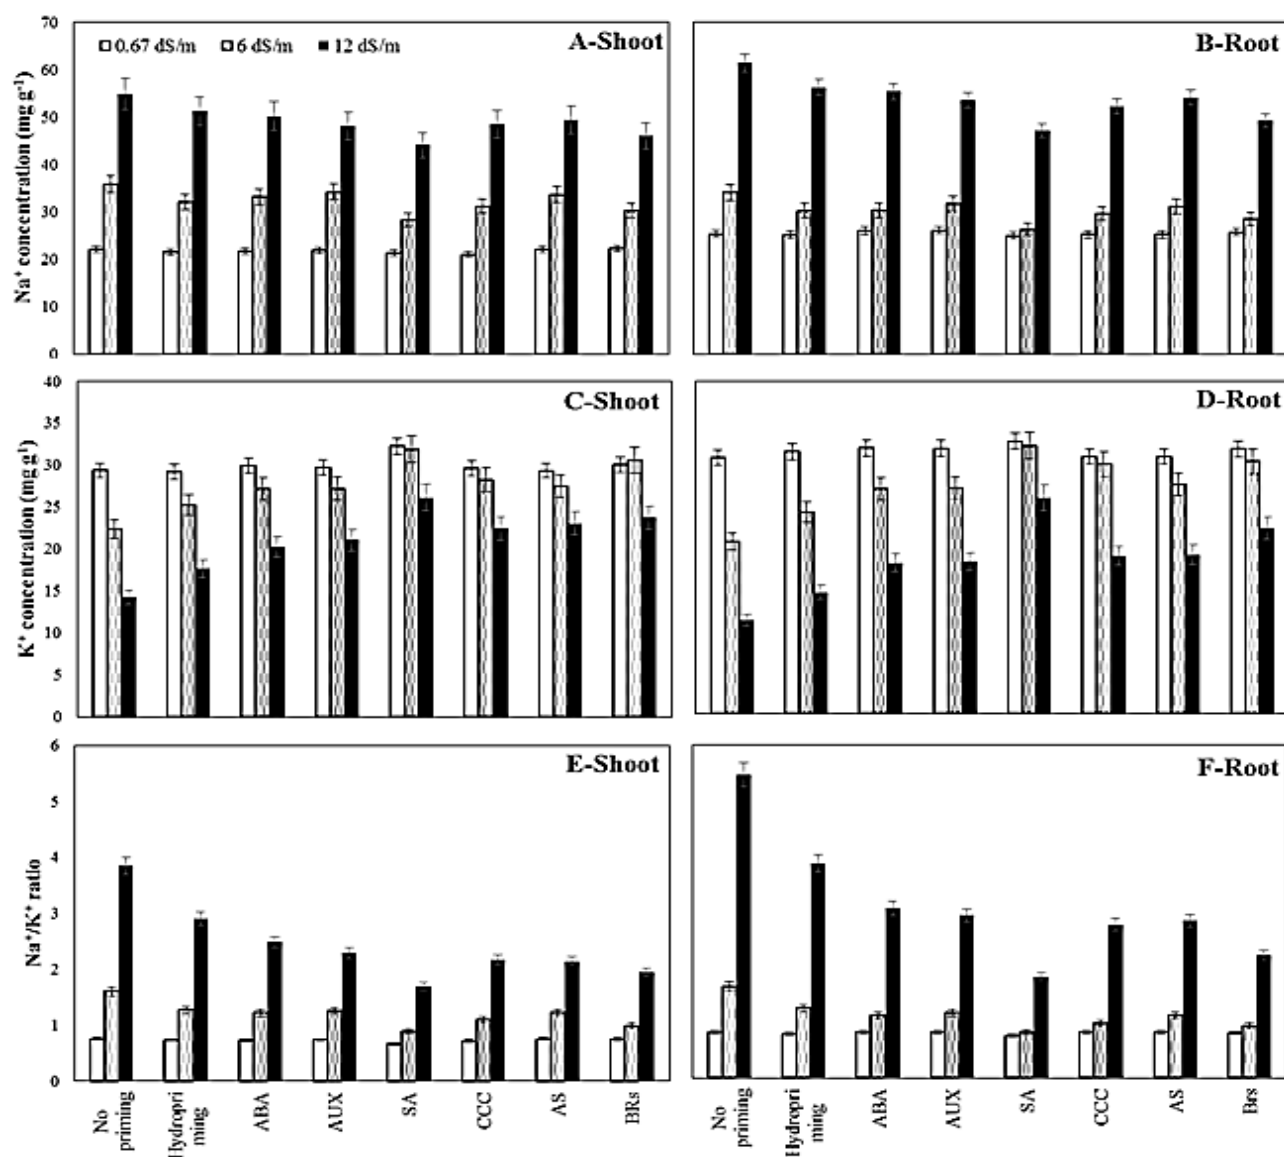 70
60
50
40
30
20
10
0
Na⁺ concentration (mg g⁻¹)
0.67 dS/m 6 dS/m 12 dS/m
A-Shoot
B-Root
40
35
30
25
20
15
10
5
0
K⁺ concentration (mg g⁻¹)
C-Shoot
D-Root
6
5
4
3
2
1
0
Na⁺/K⁺ ratio
E-Shoot
F-Root
No
priming
Hydropri
ming
ABA
AUX
SA
CCC
AS
BRs
No
priming
Hydropri
ming
ABA
AUX
SA
CCC
AS
Brs